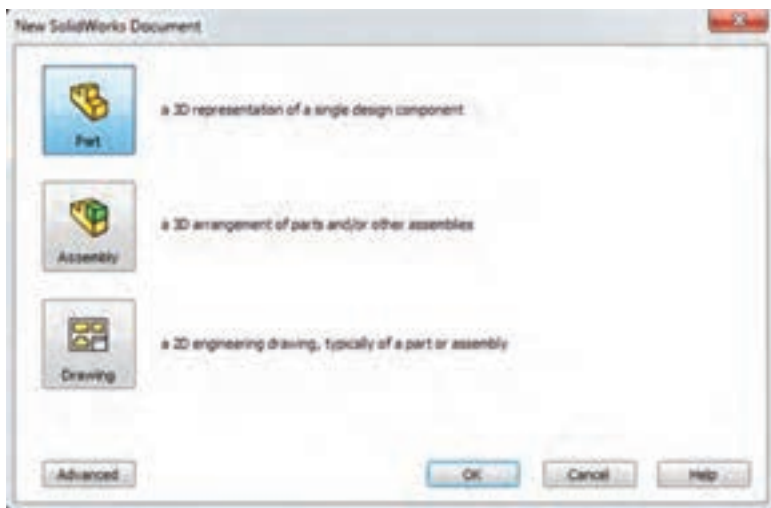 New SolidWorks Document
Part
a 3D representation of a single design component
Assembly
a 3D arrangement of parts and/or other assemblies
Drawing
a 2D engineering drawing, typically of a part or assembly
Advanced
OK
Cancel
Help